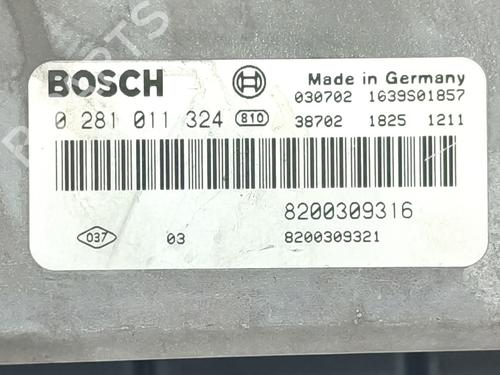 BOSCH
Made in Germany
030702 1639S01857
0 281 011 324 810
38702 1825 1211
8200309316
037 03 8200309321